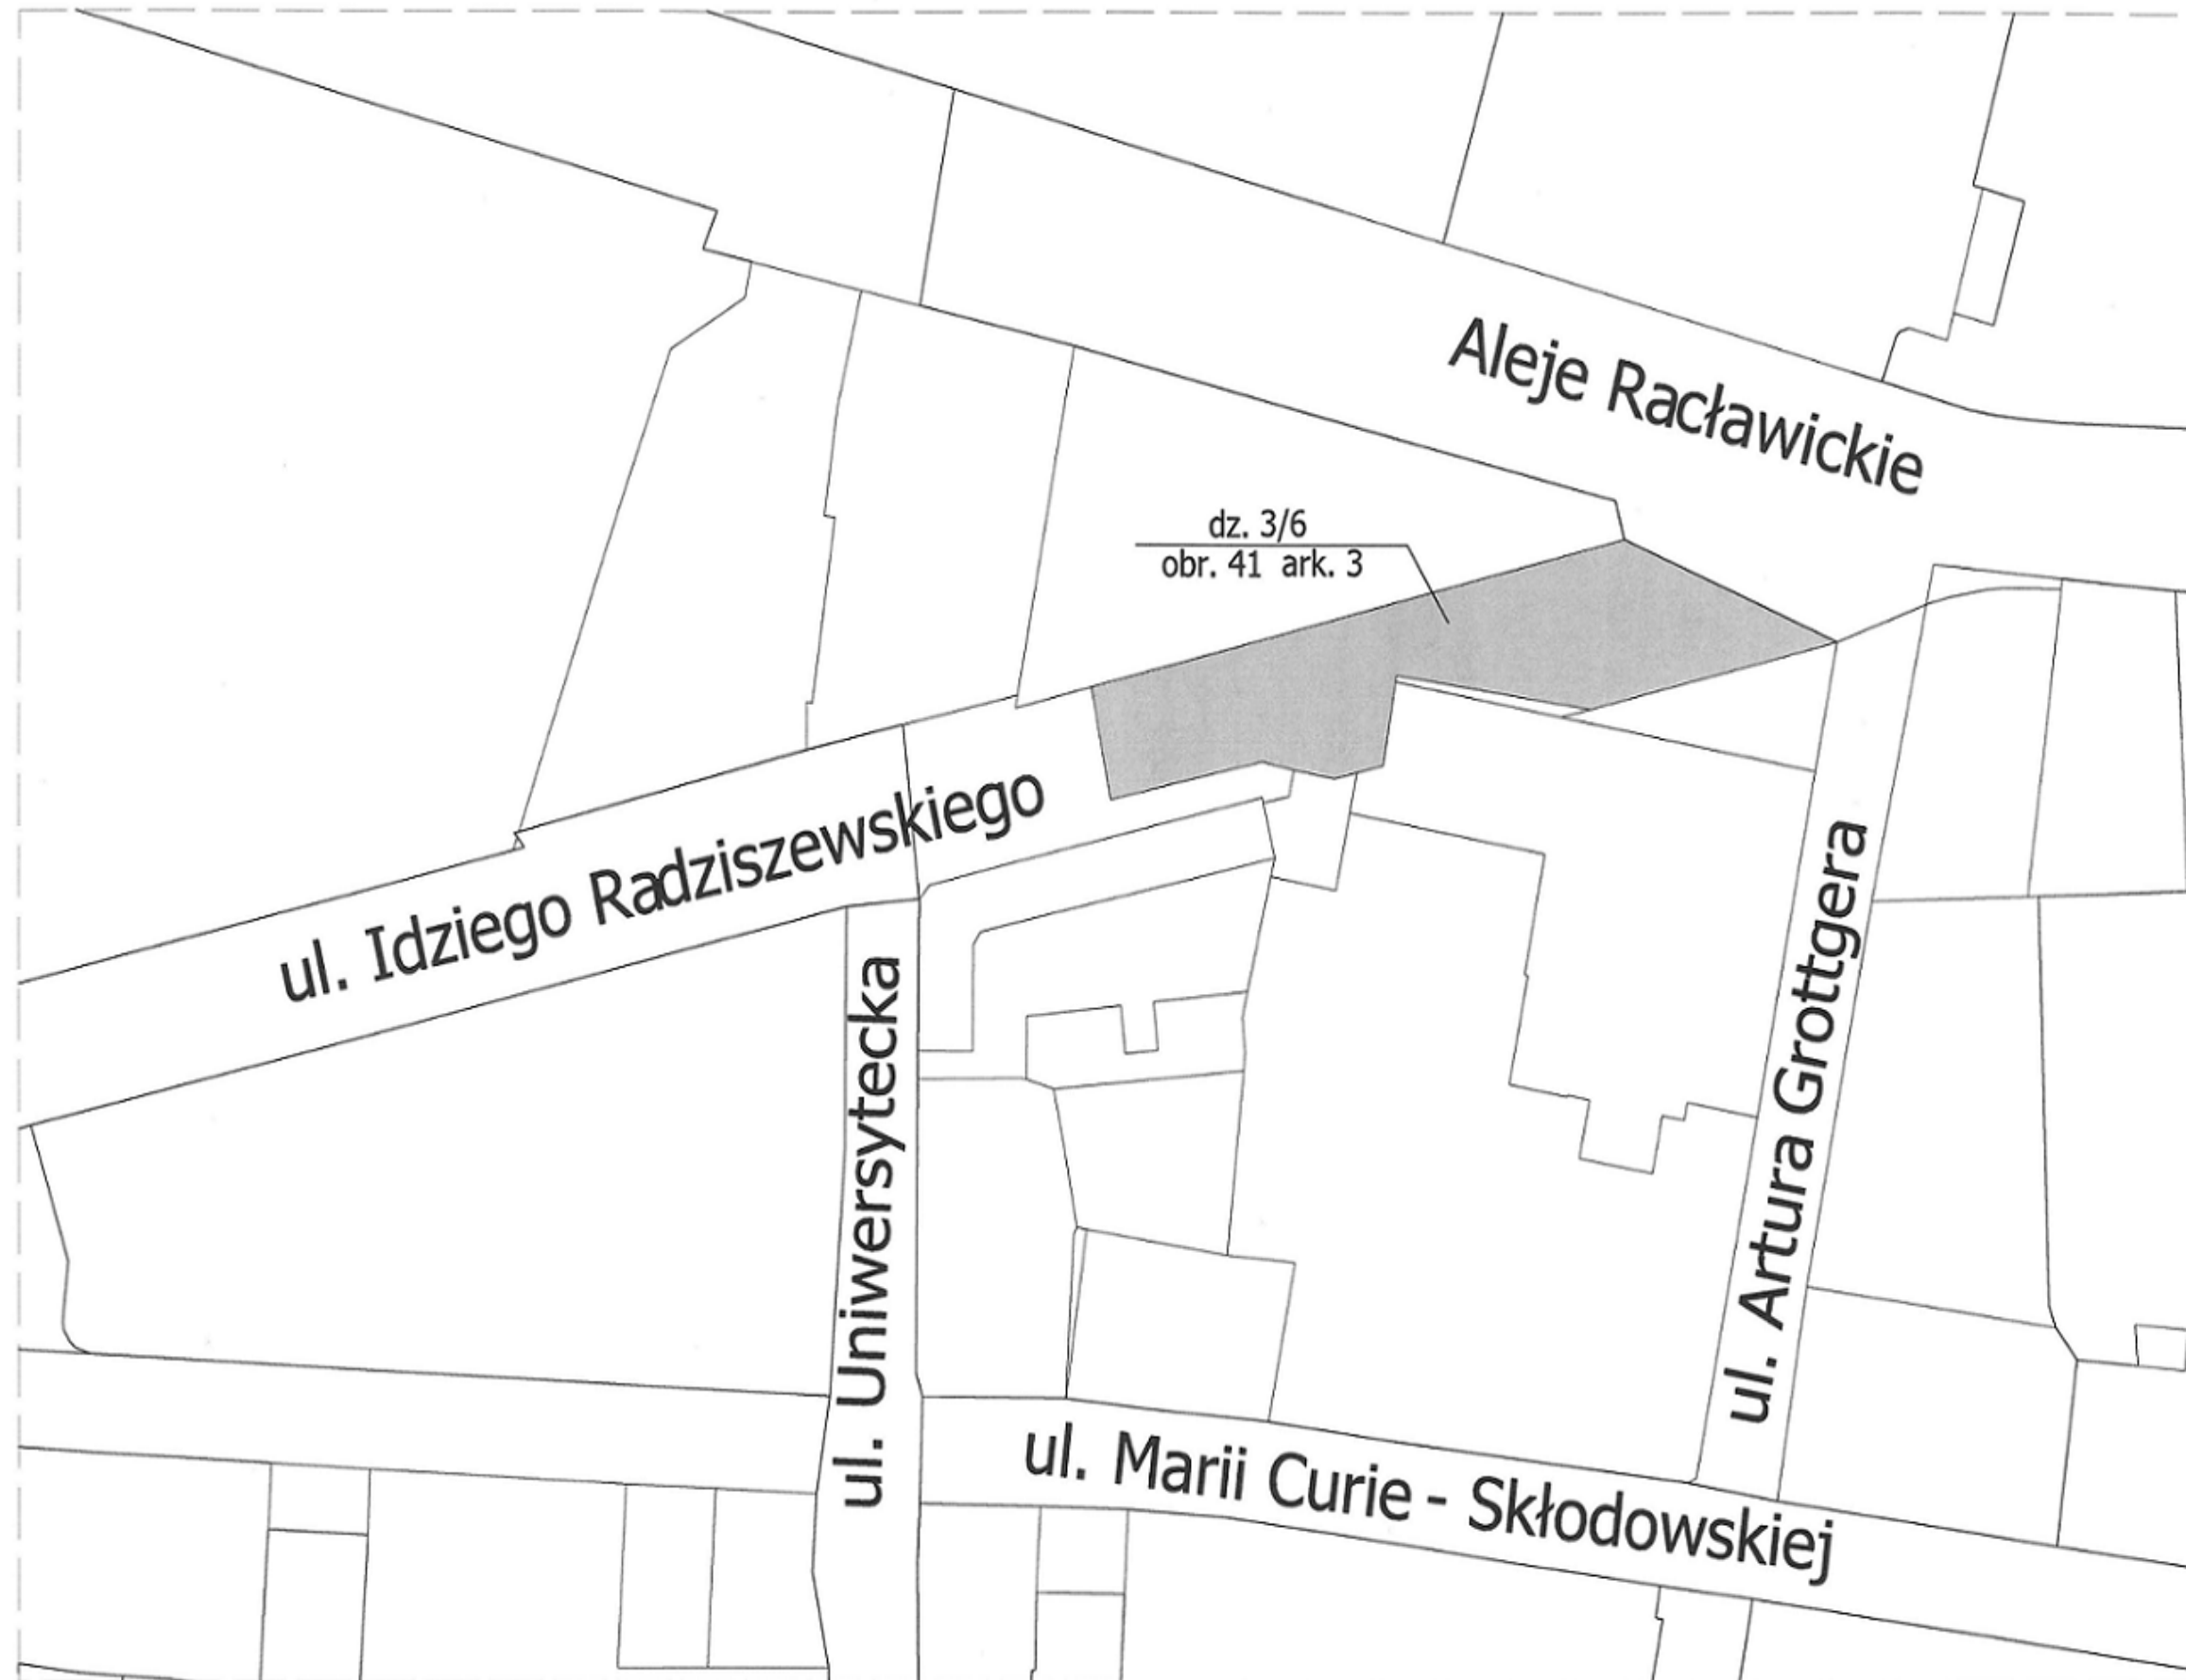 Aleje Racławickie
dz. 3/6
obr. 41 ark. 3
ul. Idziego Radziszewskiego
ul. Uniwersytecka
ul. Artura Grottgera
ul. Marii Curie - Skłodowskiej